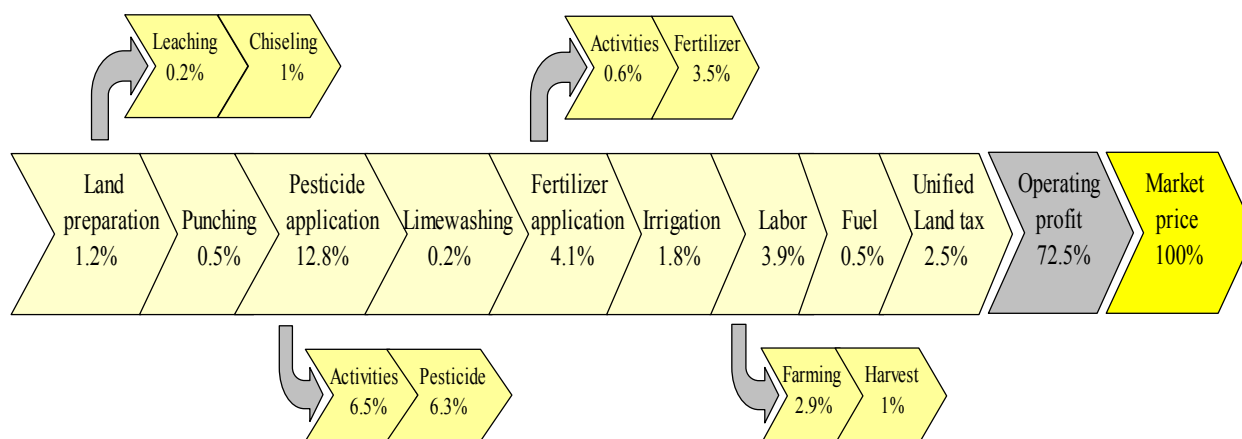 Leaching
0.2%
Chiseling
1%
Activities
0.6%
Fertilizer
3.5%
Land
preparation
1.2%
Punching
0.5%
Pesticide
application
12.8%
Limewashing
0.2%
Fertilizer
application
4.1%
Irrigation
1.8%
Labor
3.9%
Fuel
0.5%
Unified
Land tax
2.5%
Operating
profit
72.5%
Market
price
100%
Activities
6.5%
Pesticide
6.3%
Farming
2.9%
Harvest
1%